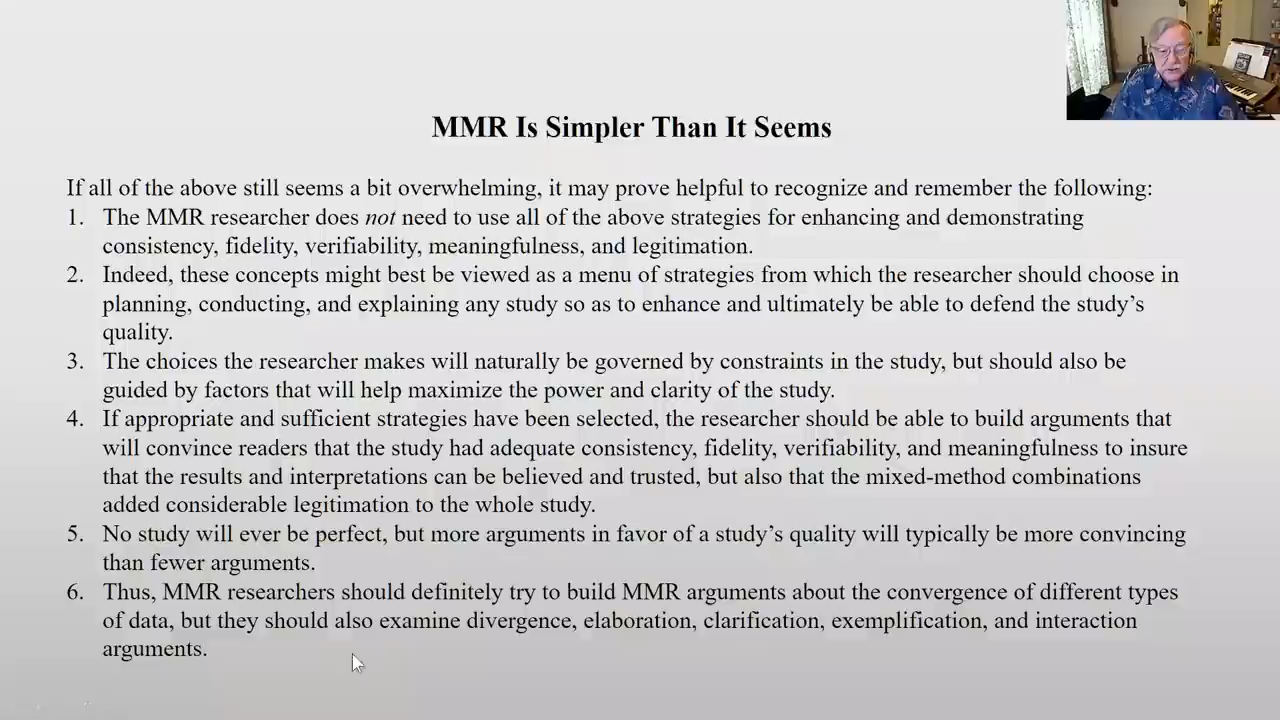 MMR Is Simpler Than It Seems
If all of the above still seems a bit overwhelming, it may prove helpful to recognize and remember the following:
1. The MMR researcher does not need to use all of the above strategies for enhancing and demonstrating
consistency, fidelity, verifiability, meaningfulness, and legitimation.
2. Indeed, these concepts might best be viewed as a menu of strategies from which the researcher should choose in
planning, conducting, and explaining any study so as to enhance and ultimately be able to defend the study’s
quality.
3. The choices the researcher makes will naturally be governed by constraints in the study, but should also be
guided by factors that will help maximize the power and clarity of the study.
4. If appropriate and sufficient strategies have been selected, the researcher should be able to build arguments that
will convince readers that the study had adequate consistency, fidelity, verifiability, and meaningfulness to insure
that the results and interpretations can be believed and trusted, but also that the mixed-method combinations
added considerable legitimation to the whole study.
5. No study will ever be perfect, but more arguments in favor of a study’s quality will typically be more convincing
than fewer arguments.
6. Thus, MMR researchers should definitely try to build MMR arguments about the convergence of different types
of data, but they should also examine divergence, elaboration, clarification, exemplification, and interaction
arguments.